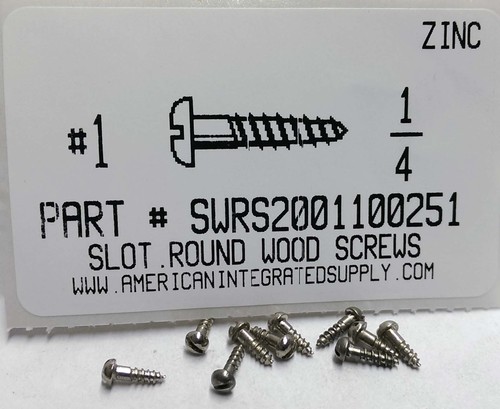 ZINC
#1
1
4
PART # SWRS2001100251
SLOT.ROUND WOOD SCREWS
WWW.AMERICANINTEGRATEDSUPPLY.COM